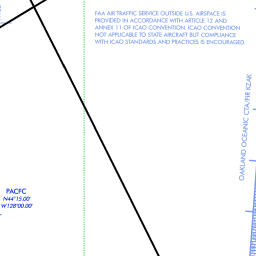 FAA AIR TRAFFIC SERVICE OUTSIDE U.S. AIRSPACE IS
PROVIDED IN ACCORDANCE WITH ARTICLE 12 AND
ANNEX 11 OF ICAO CONVENTION. ICAO CONVENTION
NOT APPLICABLE TO STATE AIRCRAFT BUT COMPLIANCE
WITH ICAO STANDARDS AND PRACTICES IS ENCOURAGED.
OAKLAND OCEANIC CTA/FIR KZAK
PACFC
N44°15.00'
W128°00.00'